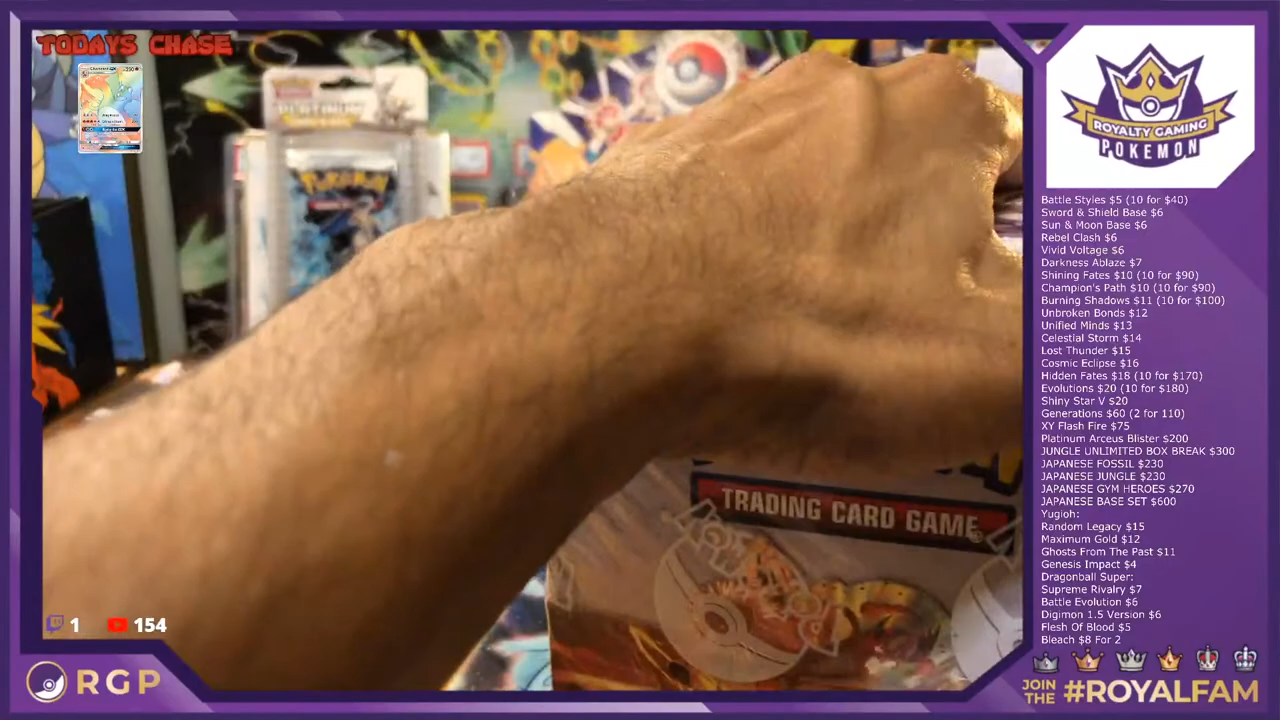 TODAYS CHASE
POKEMON
TRADING CARD GAME
ROYALTY GAMING
POKEMON
Battle Styles $5 (10 for $40)
Sword & Shield Base $6
Sun & Moon Base $6
Rebel Clash $6
Vivid Voltage $6
Darkness Ablaze $7
Shining Fates $10 (10 for $90)
Champion's Path $10 (10 for $90)
Burning Shadows $11 (10 for $100)
Unbroken Bonds $12
Unified Minds $13
Celestial Storm $14
Lost Thunder $15
Cosmic Eclipse $16
Hidden Fates $18 (10 for $170)
Evolutions $20 (10 for $180)
Shiny Star V $20
Generations $60 (2 for 110)
XY Flash Fire $75
Platinum Arceus Blister $200
JUNGLE UNLIMITED BOX BREAK $300
JAPANESE FOSSIL $230
JAPANESE JUNGLE $230
JAPANESE GYM HEROES $270
JAPANESE BASE SET $600
Yugioh:
Random Legacy $15
Maximum Gold $12
Ghosts From The Past $11
Genesis Impact $4
Dragonball Super:
Supreme Rivalry $7
Battle Evolution $6
Digimon 1.5 Version $6
Flesh Of Blood $5
Bleach $8 For 2
1 154
RGP
JOIN
THE #ROYALFAM